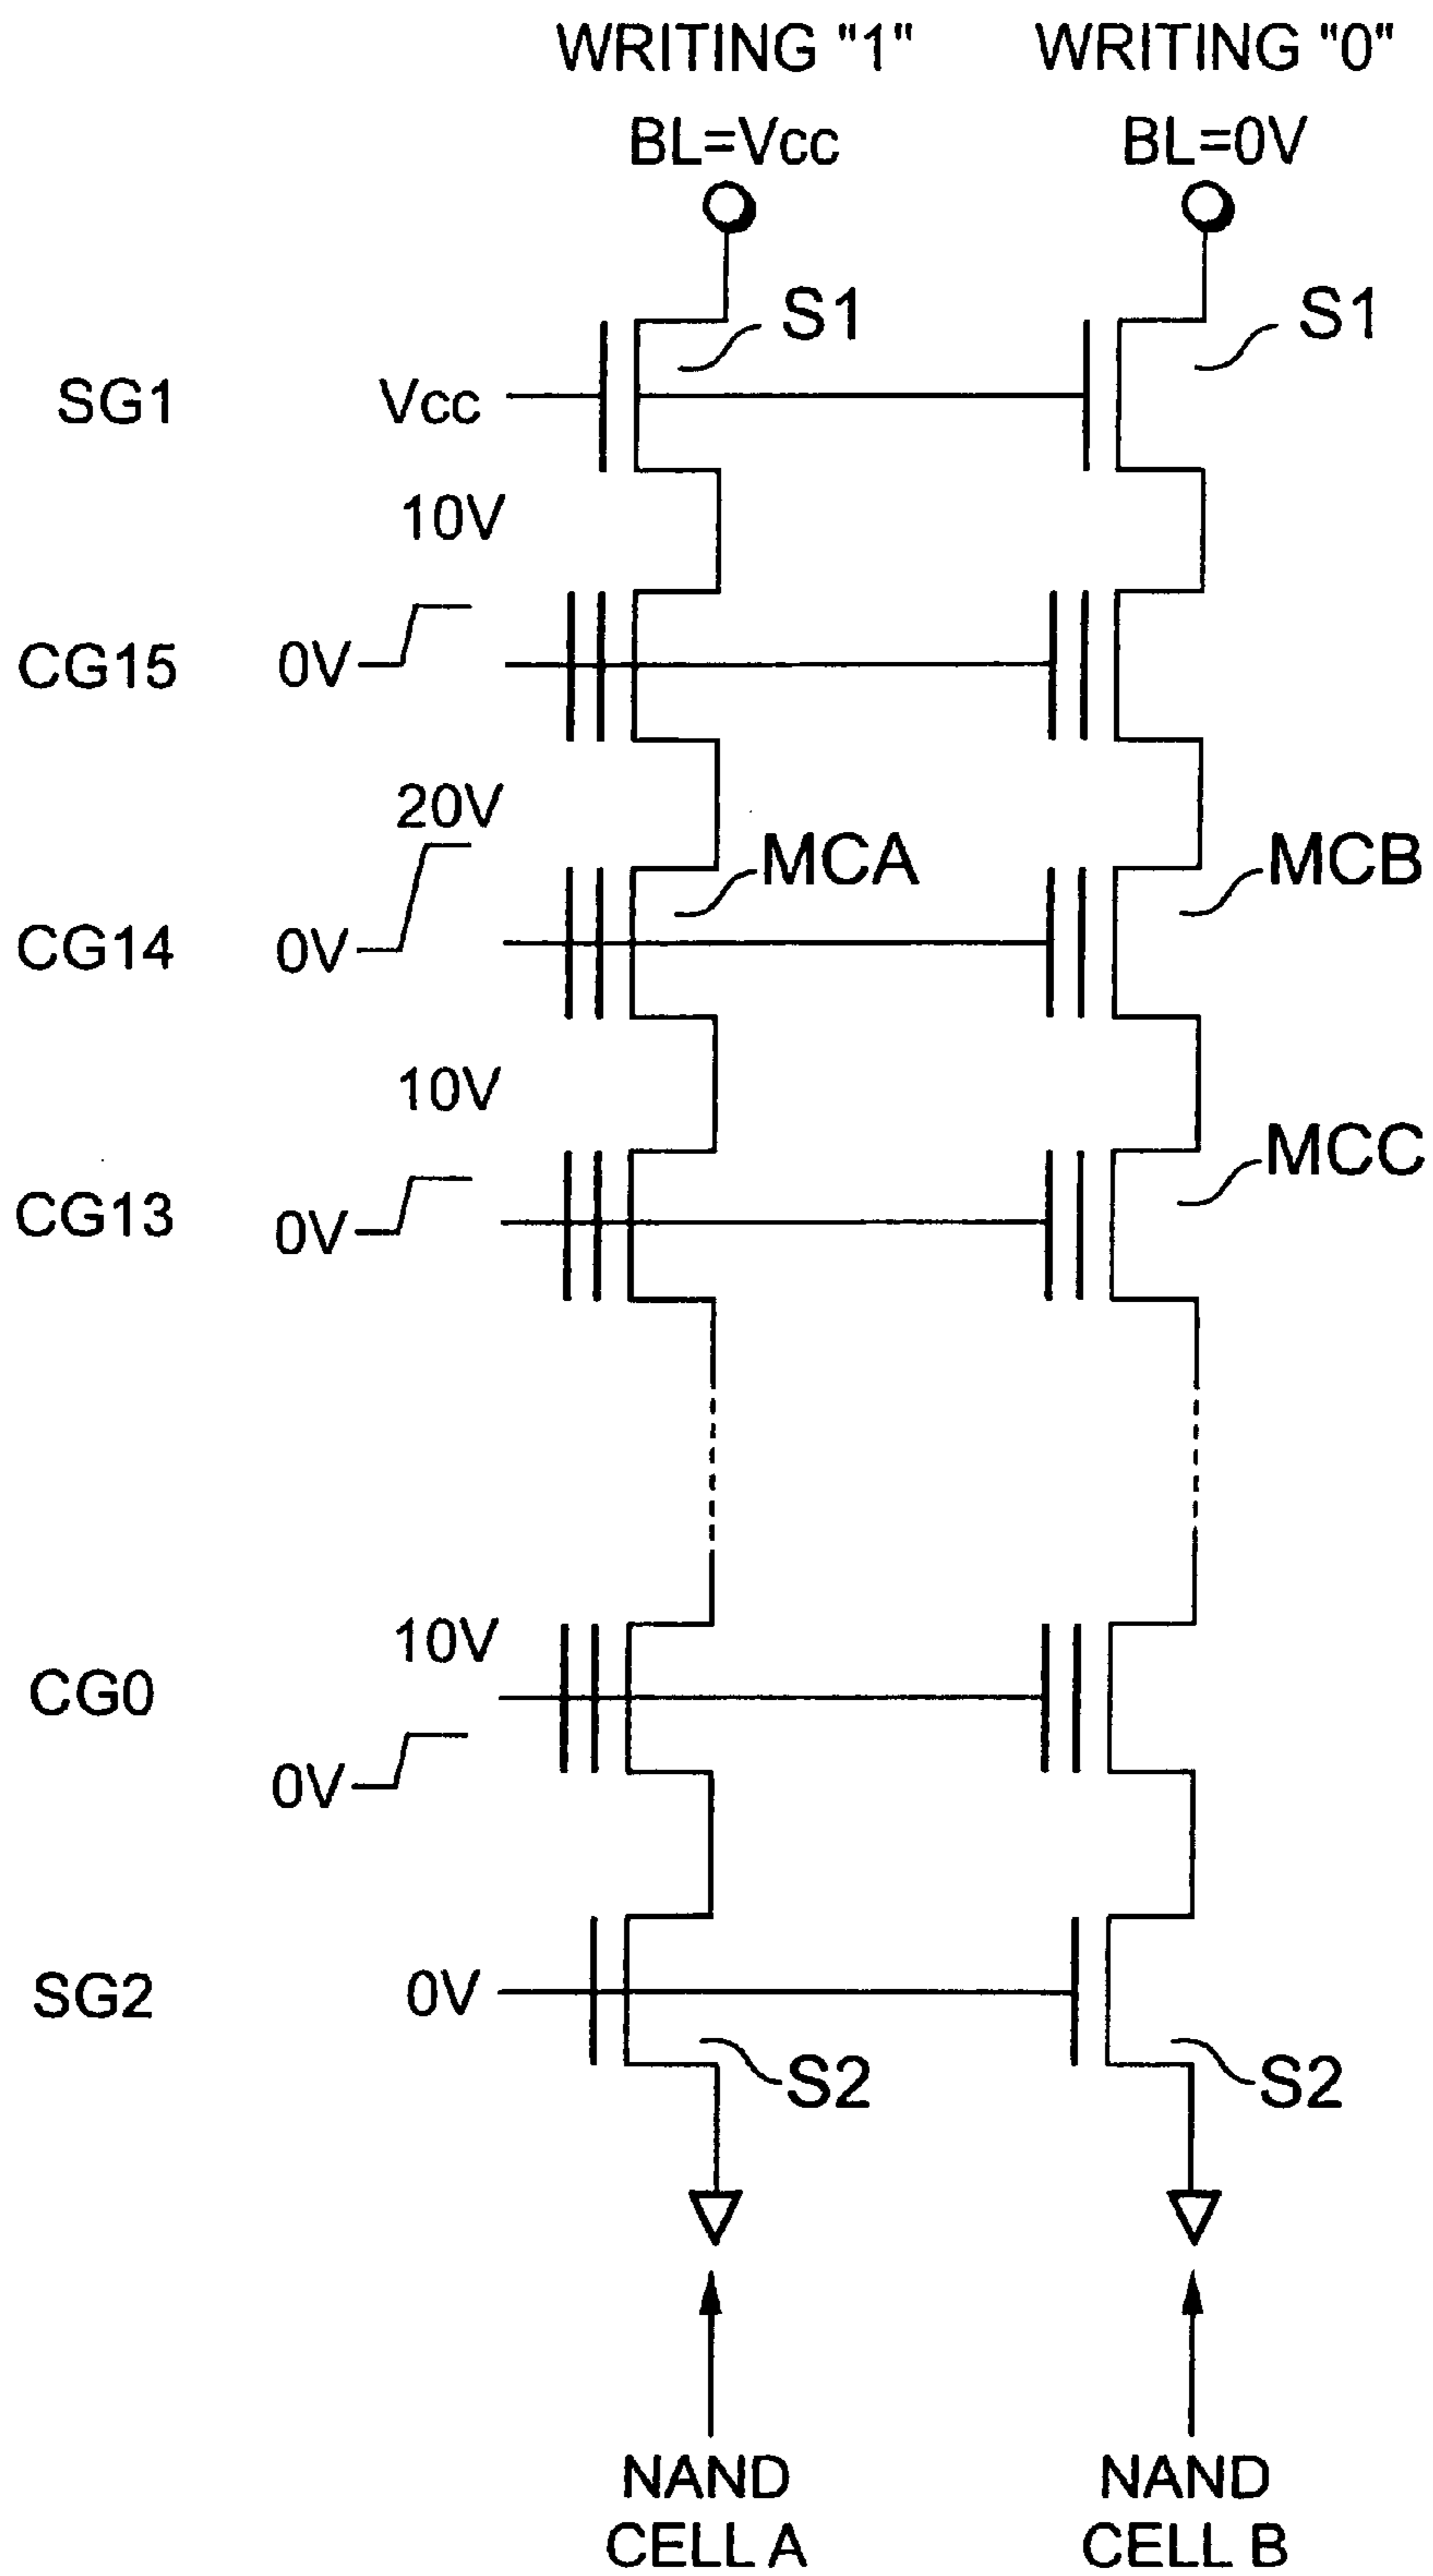 WRITING "1" WRITING "0"
BL=Vcc BL=0V
S1 S1
SG1 Vcc
10V
CG15 0V
20V
MCA MCB
CG14 0V
10V
MCC
CG13 0V
10V
CG0
0V
SG2 0V
S2 S2
NAND NAND
CELL A CELL B